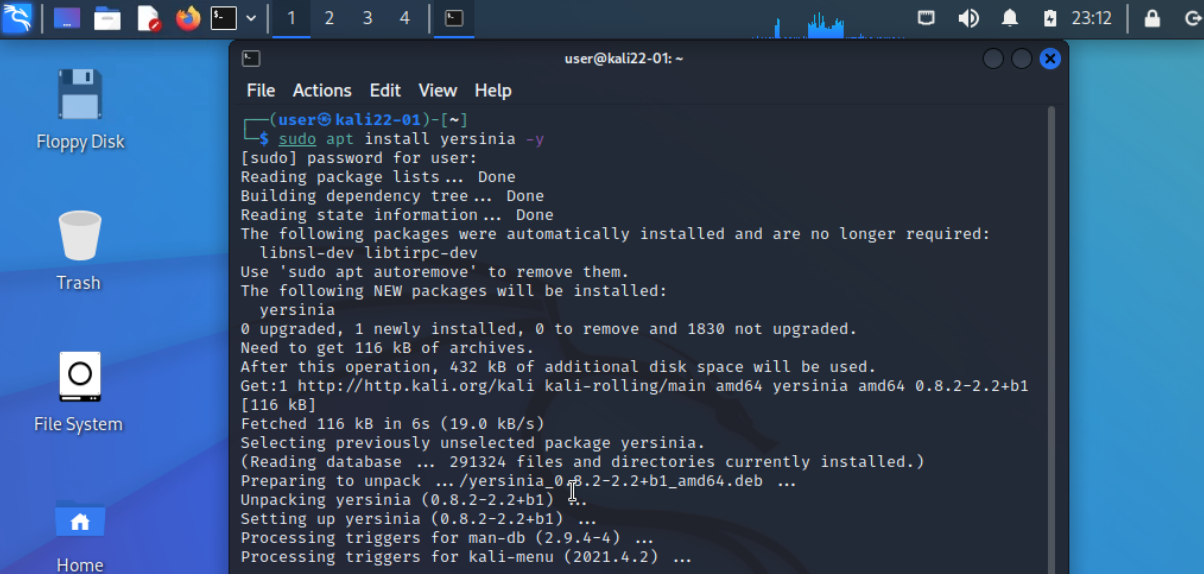 1 2 3 4
23:12
Floppy Disk
Trash
File System
Home
user@kali22-01: ~
File Actions Edit View Help
┌──(user㉿kali22-01)-[~]
└─$ sudo apt install yersinia -y
[sudo] password for user:
Reading package lists... Done
Building dependency tree... Done
Reading state information... Done
The following packages were automatically installed and are no longer required:
libnsl-dev libtirpc-dev
Use 'sudo apt autoremove' to remove them.
The following NEW packages will be installed:
yersinia
0 upgraded, 1 newly installed, 0 to remove and 1830 not upgraded.
Need to get 116 kB of archives.
After this operation, 432 kB of additional disk space will be used.
Get:1 http://http.kali.org/kali kali-rolling/main amd64 yersinia amd64 0.8.2-2.2+b1
[116 kB]
Fetched 116 kB in 6s (19.0 kB/s)
Selecting previously unselected package yersinia.
(Reading database ... 291324 files and directories currently installed.)
Preparing to unpack .../yersinia_0.8.2-2.2+b1_amd64.deb ...
Unpacking yersinia (0.8.2-2.2+b1) ...
Setting up yersinia (0.8.2-2.2+b1) ...
Processing triggers for man-db (2.9.4-4) ...
Processing triggers for kali-menu (2021.4.2) ...